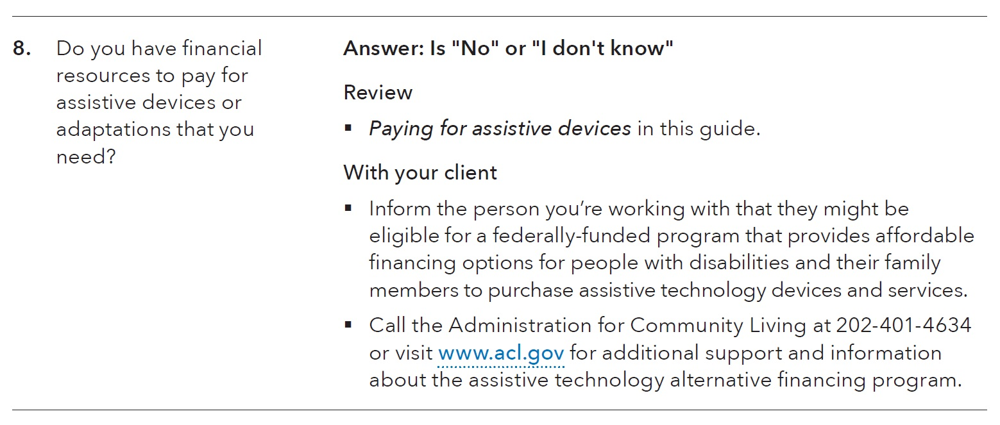 8. Do you have financial
resources to pay for
assistive devices or
adaptations that you
need?
Answer: Is "No" or "I don't know"
Review
▪ Paying for assistive devices in this guide.
With your client
▪ Inform the person you’re working with that they might be
eligible for a federally-funded program that provides affordable
financing options for people with disabilities and their family
members to purchase assistive technology devices and services.
▪ Call the Administration for Community Living at 202-401-4634
or visit www.acl.gov for additional support and information
about the assistive technology alternative financing program.